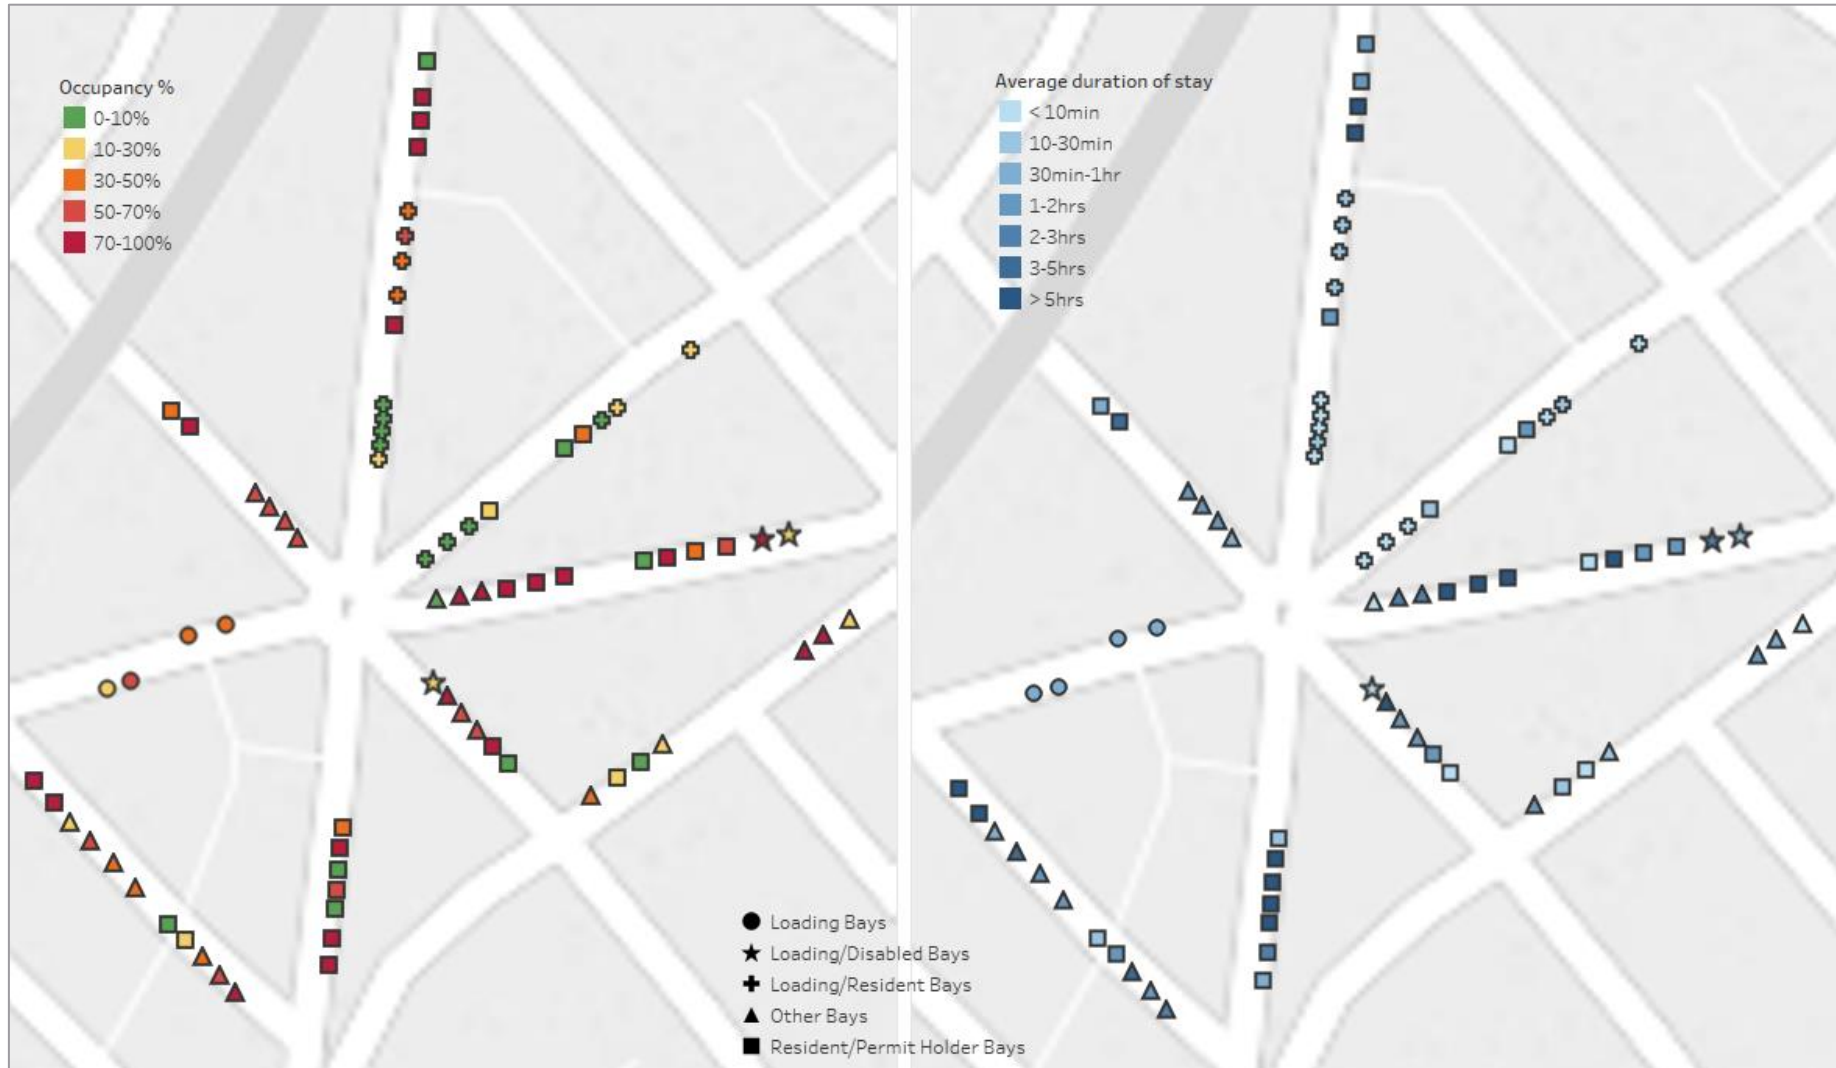 Occupancy %
0-10%
10-30%
30-50%
50-70%
70-100%
Average duration of stay
< 10min
10-30min
30min-1hr
1-2hrs
2-3hrs
3-5hrs
> 5hrs
Loading Bays
Loading/Disabled Bays
Loading/Resident Bays
Other Bays
Resident/Permit Holder Bays